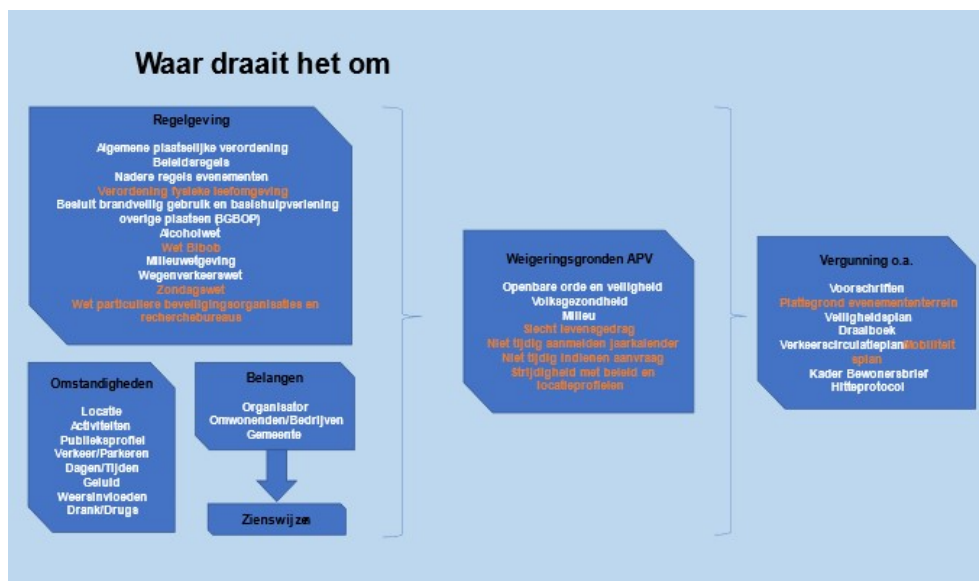 Waar draait het om
Regelgeving
Algemene plaatselijke verordening
Beleidsregels
Nadere regels evenementen
Verordening fysieke leefomgeving
Besluit brandveilig gebruik en basishulpverlening
overige plaatsen (BGBOP)
Alcoholwet
Wet Bibob
Milieuwetgeving
Wegenverkeerswet
Zondagswet
Wet particuliere beveiligingsorganisaties en
recherchebureaus
Omstandigheden
Locatie
Activiteiten
Publieksprofiel
Verkeer/Parkeren
Dagen/Tijden
Geluid
Weersinvloeden
Drank/Drugs
Belangen
Organisator
Omwonenden/Bedrijven
Gemeente
Zienswijze
Weigeringsgronden APV
Openbare orde en veiligheid
Volksgezondheid
Milieu
Slecht levensgedrag
Niet tijdig aanmelden jaarkalender
Niet tijdig indienen aanvraag
Strijdigheid met beleid en
locatieprofielen
Vergunning o.a.
Voorschriften
Plattegrond evenemententerrein
Veiligheidsplan
Draaiboek
Verkeerscirculatieplan/Mobiliteit
splan
Kader Bewonersbrief
Hitteprotocol